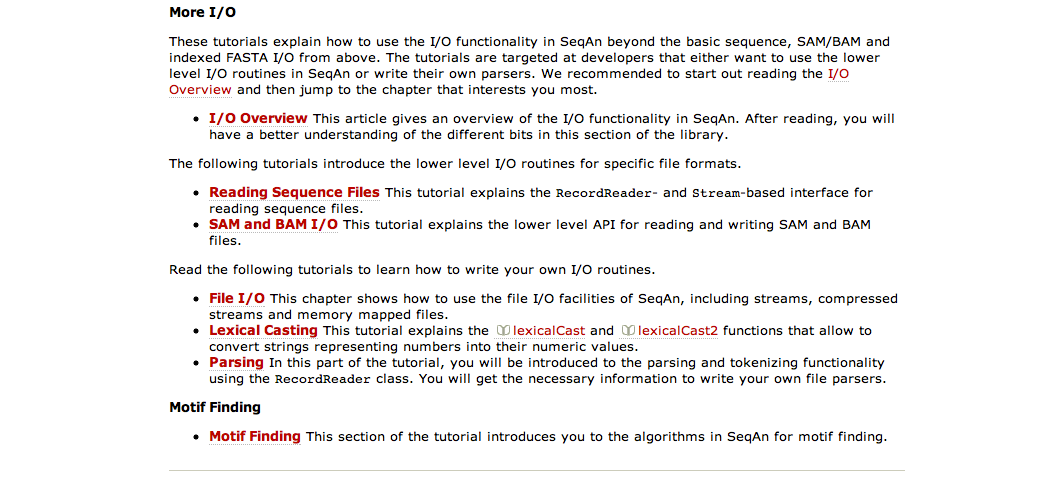 More I/O
These tutorials explain how to use the I/O functionality in SeqAn beyond the basic sequence, SAM/BAM and
indexed FASTA I/O from above. The tutorials are targeted at developers that either want to use the lower
level I/O routines in SeqAn or write their own parsers. We recommended to start out reading the I/O
Overview and then jump to the chapter that interests you most.
• I/O Overview This article gives an overview of the I/O functionality in SeqAn. After reading, you will
have a better understanding of the different bits in this section of the library.
The following tutorials introduce the lower level I/O routines for specific file formats.
• Reading Sequence Files This tutorial explains the RecordReader- and Stream-based interface for
reading sequence files.
• SAM and BAM I/O This tutorial explains the lower level API for reading and writing SAM and BAM
files.
Read the following tutorials to learn how to write your own I/O routines.
• File I/O This chapter shows how to use the file I/O facilities of SeqAn, including streams, compressed
streams and memory mapped files.
• Lexical Casting This tutorial explains the lexicalCast and lexicalCast2 functions that allow to
convert strings representing numbers into their numeric values.
• Parsing In this part of the tutorial, you will be introduced to the parsing and tokenizing functionality
using the RecordReader class. You will get the necessary information to write your own file parsers.
Motif Finding
• Motif Finding This section of the tutorial introduces you to the algorithms in SeqAn for motif finding.